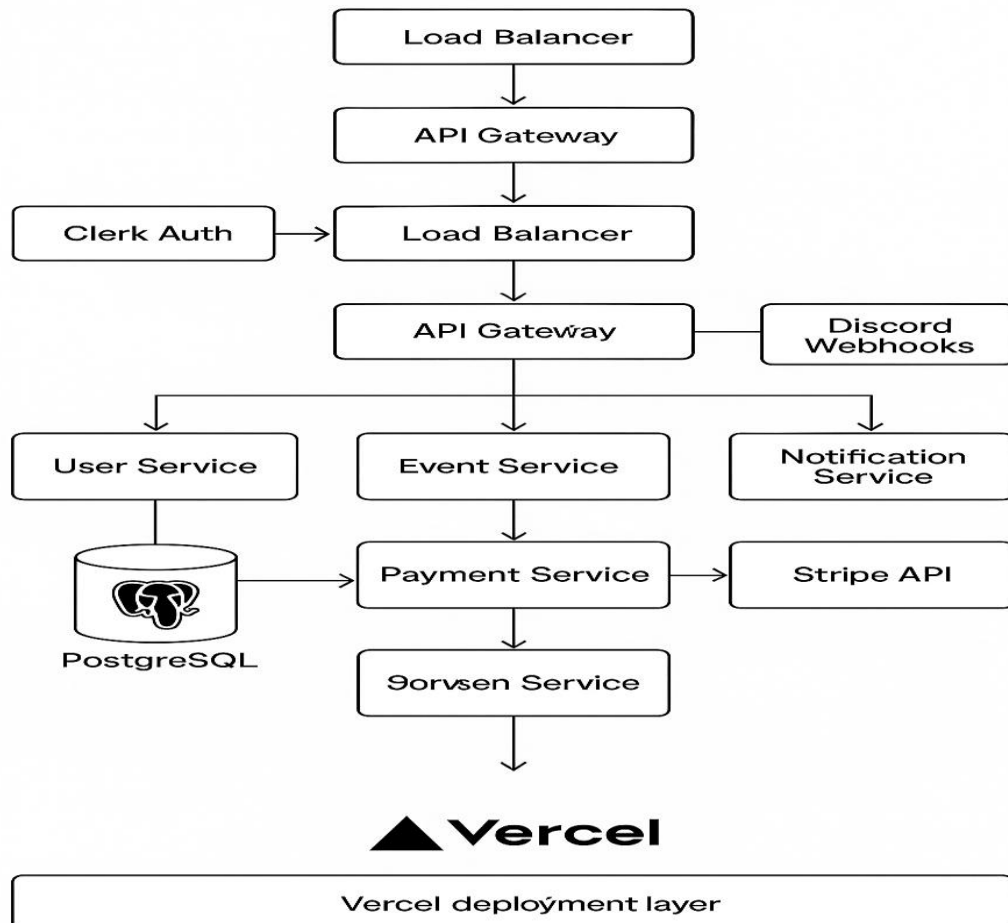 Load Balancer
API Gateway
Clerk Auth
Load Balancer
API Gateway
Discord
Webhooks
User Service
Event Service
Notification
Service
Payment Service
Stripe API
PostgreSQL
Service
Vercel
Vercel deployment layer